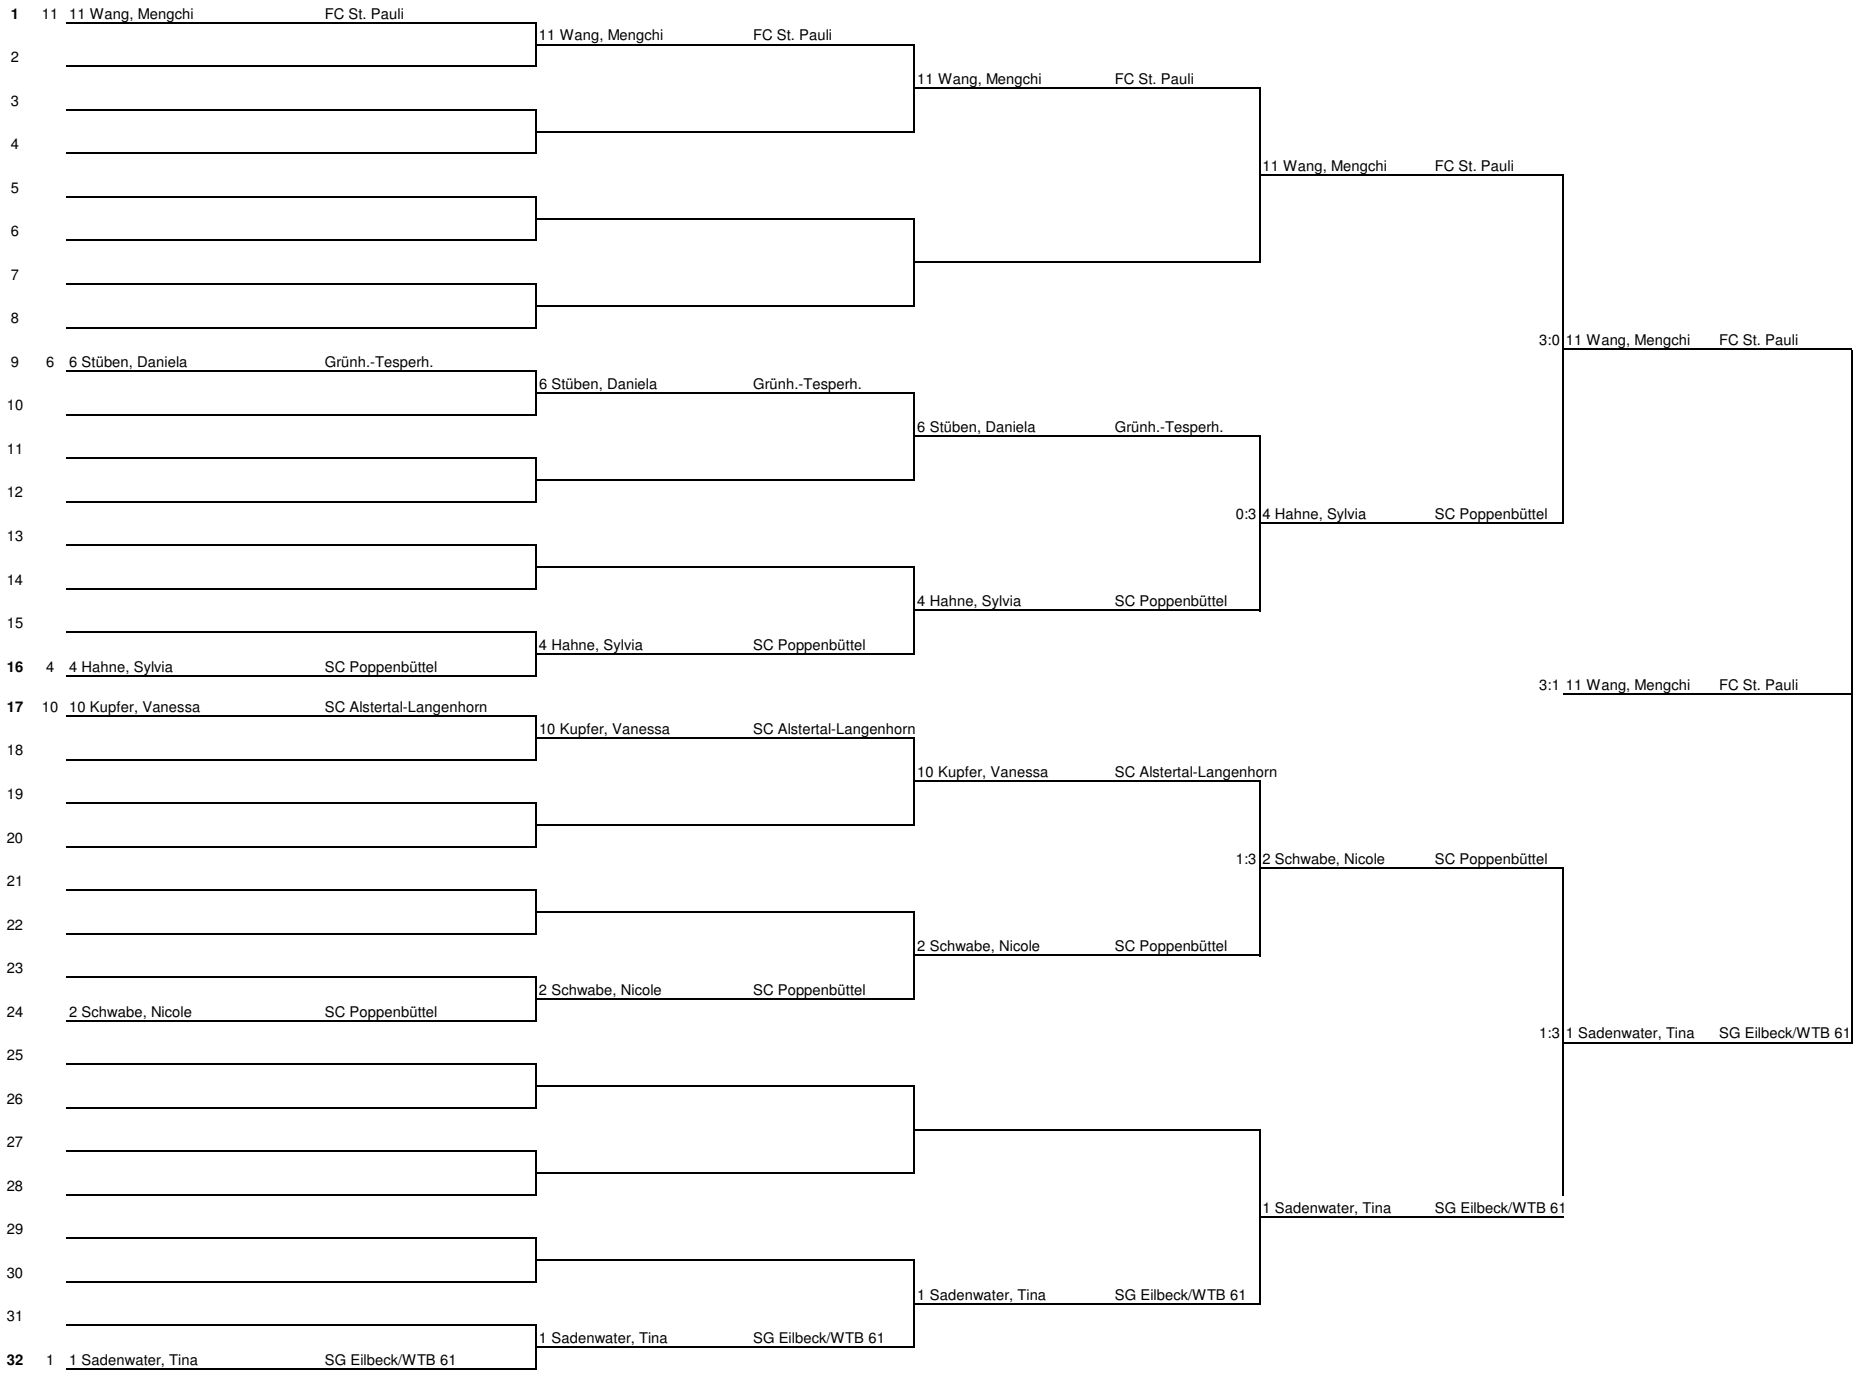 1 11 11 Wang, Mengchi FC St. Pauli
11 Wang, Mengchi FC St. Pauli
2
11 Wang, Mengchi FC St. Pauli
3
4
11 Wang, Mengchi FC St. Pauli
5
6
7
8
3:0 11 Wang, Mengchi FC St. Pauli
9 6 6 Stüben, Daniela Grünh.-Tesperh.
6 Stüben, Daniela Grünh.-Tesperh.
10
6 Stüben, Daniela Grünh.-Tesperh.
11
12
0:3 4 Hahne, Sylvia SC Poppenbüttel
13
14
4 Hahne, Sylvia SC Poppenbüttel
15
4 Hahne, Sylvia SC Poppenbüttel
16 4 4 Hahne, Sylvia SC Poppenbüttel
3:1 11 Wang, Mengchi FC St. Pauli
17 10 10 Kupfer, Vanessa SC Alstertal-Langenhorn
10 Kupfer, Vanessa SC Alstertal-Langenhorn
18
10 Kupfer, Vanessa SC Alstertal-Langenhorn
19
20
1:3 2 Schwabe, Nicole SC Poppenbüttel
21
22
2 Schwabe, Nicole SC Poppenbüttel
23
2 Schwabe, Nicole SC Poppenbüttel
24 2 Schwabe, Nicole SC Poppenbüttel
1:3 1 Sadenwater, Tina SG Eilbeck/WTB 61
25
26
27
28
1 Sadenwater, Tina SG Eilbeck/WTB 61
29
30
1 Sadenwater, Tina SG Eilbeck/WTB 61
31
1 Sadenwater, Tina SG Eilbeck/WTB 61
32 1 1 Sadenwater, Tina SG Eilbeck/WTB 61